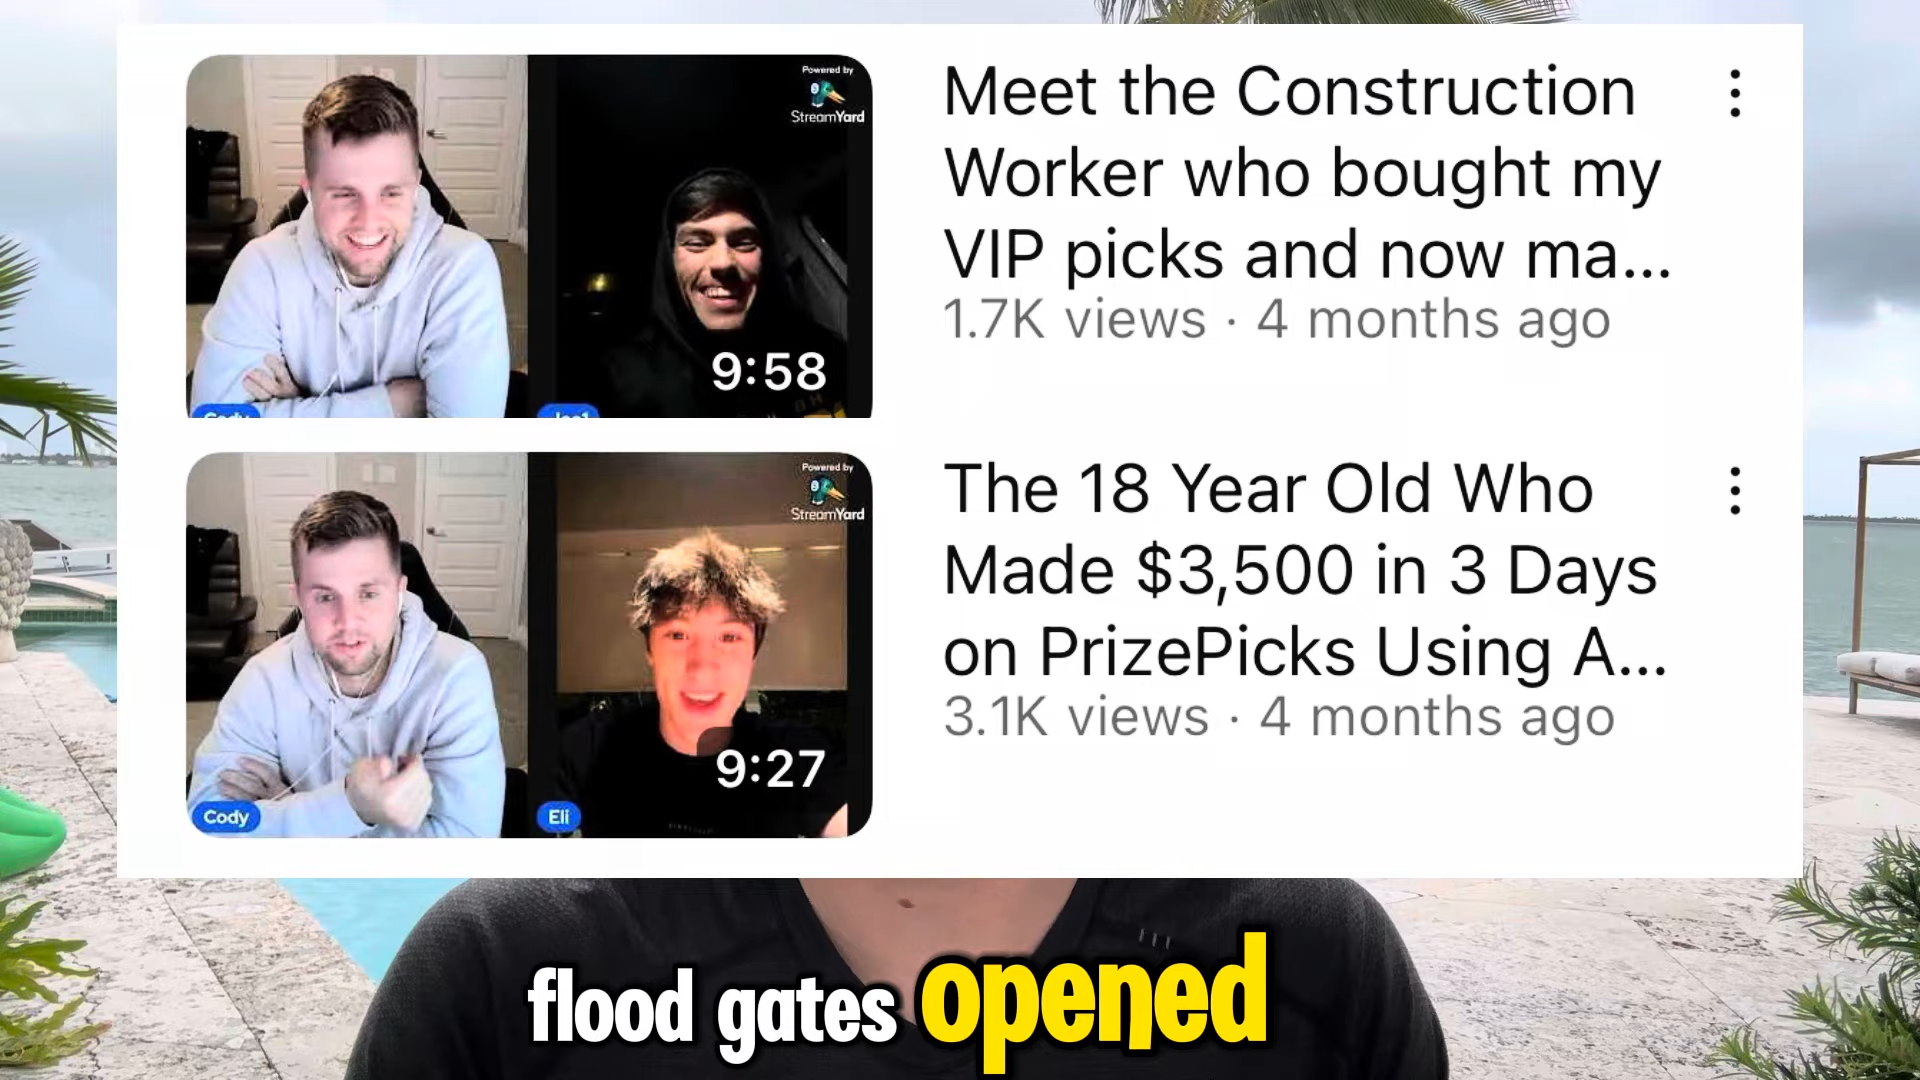 Powered by
StreamYard
9:58
Cody
Meet the Construction
Worker who bought my
VIP picks and now ma...
1.7K views · 4 months ago
Powered by
StreamYard
9:27
Cody
Eli
The 18 Year Old Who
Made $3,500 in 3 Days
on PrizePicks Using A...
3.1K views · 4 months ago
flood gates opened